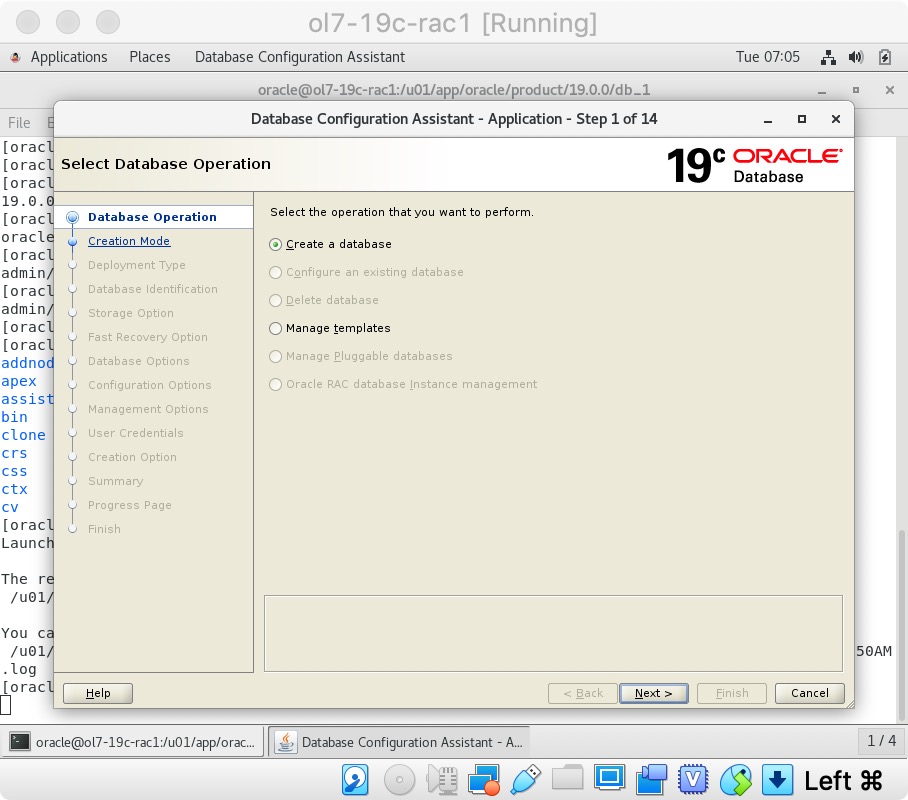 ol7-19c-rac1 [Running]
Applications Places Database Configuration Assistant Tue 07:05
oracle@ol7-19c-rac1:/u01/app/oracle/product/19.0.0/db_1
File E
Database Configuration Assistant - Application - Step 1 of 14
Select Database Operation
19c ORACLE
Database
[oracl
[oracl
[oracl
19.0.0
[oracl
oracle
[oracl
admin/
[oracl
admin/
[oracl
[oracl
addnod
apex
assist
bin
clone
crs
css
ctx
cv
[oracl
Launch
The re
/u01/
You ca
/u01/
50AM
.log
[oracl
Database Operation
Creation Mode
Deployment Type
Database Identification
Storage Option
Fast Recovery Option
Database Options
Configuration Options
Management Options
User Credentials
Creation Option
Summary
Progress Page
Finish
Select the operation that you want to perform.
Create a database
Configure an existing database
Delete database
Manage templates
Manage Pluggable databases
Oracle RAC database Instance management
Help < Back Next > Finish Cancel
oracle@ol7-19c-rac1:/u01/app/orac... Database Configuration Assistant - A... 1 / 4
Left ⌘